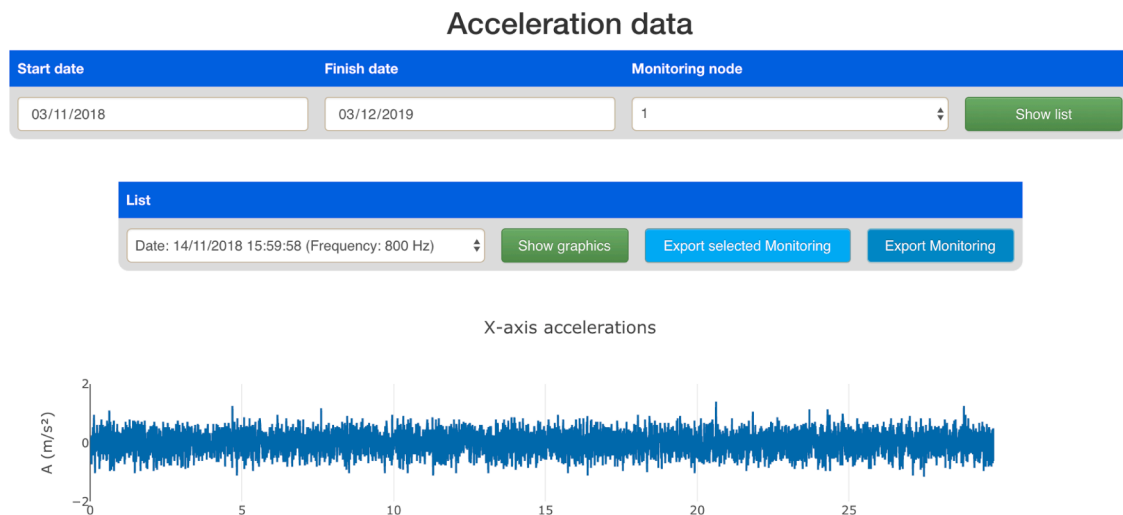 Acceleration data
Start date Finish date Monitoring node
03/11/2018 03/12/2019 1 Show list
List
Date: 14/11/2018 15:59:58 (Frequency: 800 Hz) Show graphics Export selected Monitoring Export Monitoring
X-axis accelerations
2
0
−2
A (m/s²)
0 5 10 15 20 25